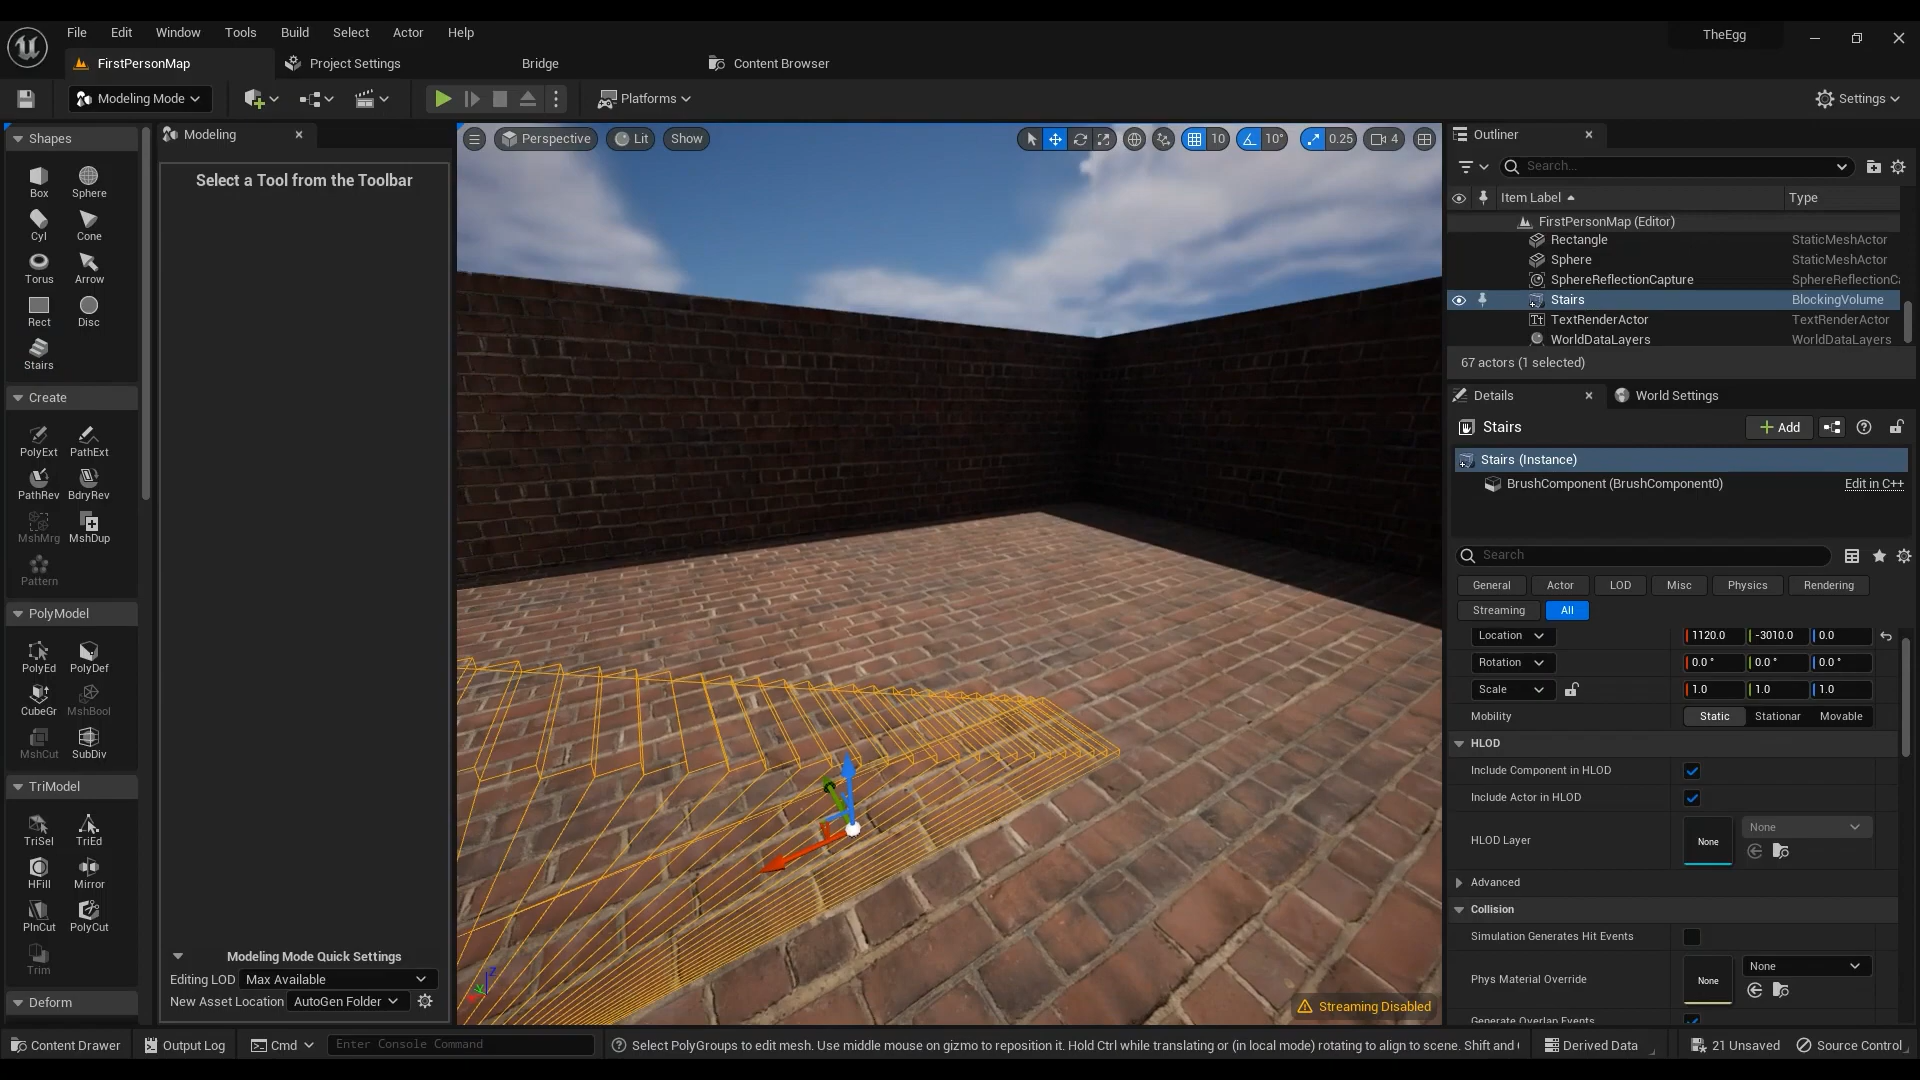 File Edit Window Tools Build Select Actor Help
TheEgg
FirstPersonMap
Project Settings
Bridge
Content Browser
Modeling Mode
Platforms
Settings
Shapes
Box Sphere
Cyl Cone
Torus Arrow
Rect Disc
Stairs
Create
PolyExt PathExt
PathRev BdryRev
MshMrg MshDup
Pattern
PolyModel
PolyEd PolyDef
CubeGr MshBool
MshCut SubDiv
TriModel
TriSel TriEd
HFill Mirror
PlnCut PolyCut
Trim
Deform
Modeling
Select a Tool from the Toolbar
Modeling Mode Quick Settings
Editing LOD Max Available
New Asset Location AutoGen Folder
Perspective Lit Show
10 10° 0.25 4
Streaming Disabled
Outliner
Search...
Item Label Type
FirstPersonMap (Editor)
Rectangle StaticMeshActor
Sphere StaticMeshActor
SphereReflectionCapture SphereReflectionCa
Stairs BlockingVolume
TextRenderActor TextRenderActor
WorldDataLayers WorldDataLayers
67 actors (1 selected)
Details
World Settings
Stairs
Add
Stairs (Instance)
BrushComponent (BrushComponent0) Edit in C++
Search
General Actor LOD Misc Physics Rendering
Streaming All
Location 1120.0 -3010.0 0.0
Rotation 0.0 ° 0.0 ° 0.0 °
Scale 1.0 1.0 1.0
Mobility Static Stationar Movable
HLOD
Include Component in HLOD
Include Actor in HLOD
HLOD Layer None None
Advanced
Collision
Simulation Generates Hit Events
Phys Material Override None None
Generate Overlap Events
Content Drawer
Output Log
Cmd
Enter Console Command
Select PolyGroups to edit mesh. Use middle mouse on gizmo to reposition it. Hold Ctrl while translating or (in local mode) rotating to align to scene. Shift and
Derived Data
21 Unsaved
Source Control